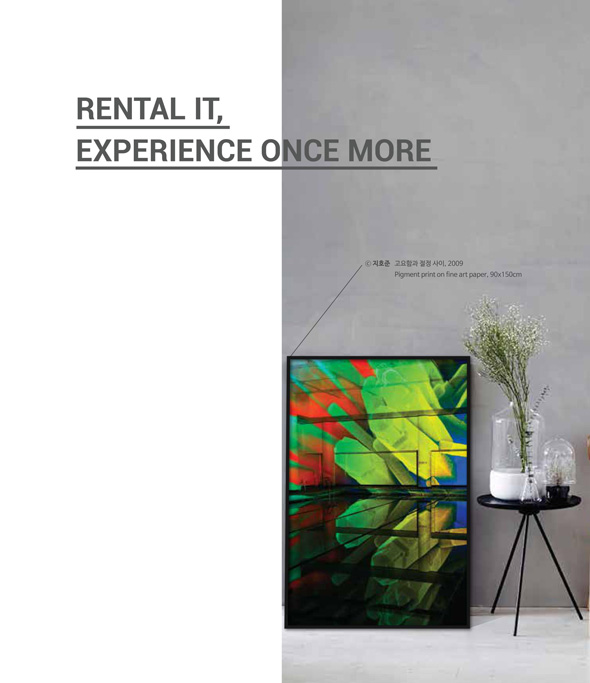 RENTAL IT,
EXPERIENCE ONCE MORE
© 지호준 고요함과 절정 사이, 2009
Pigment print on fine art paper, 90x150cm